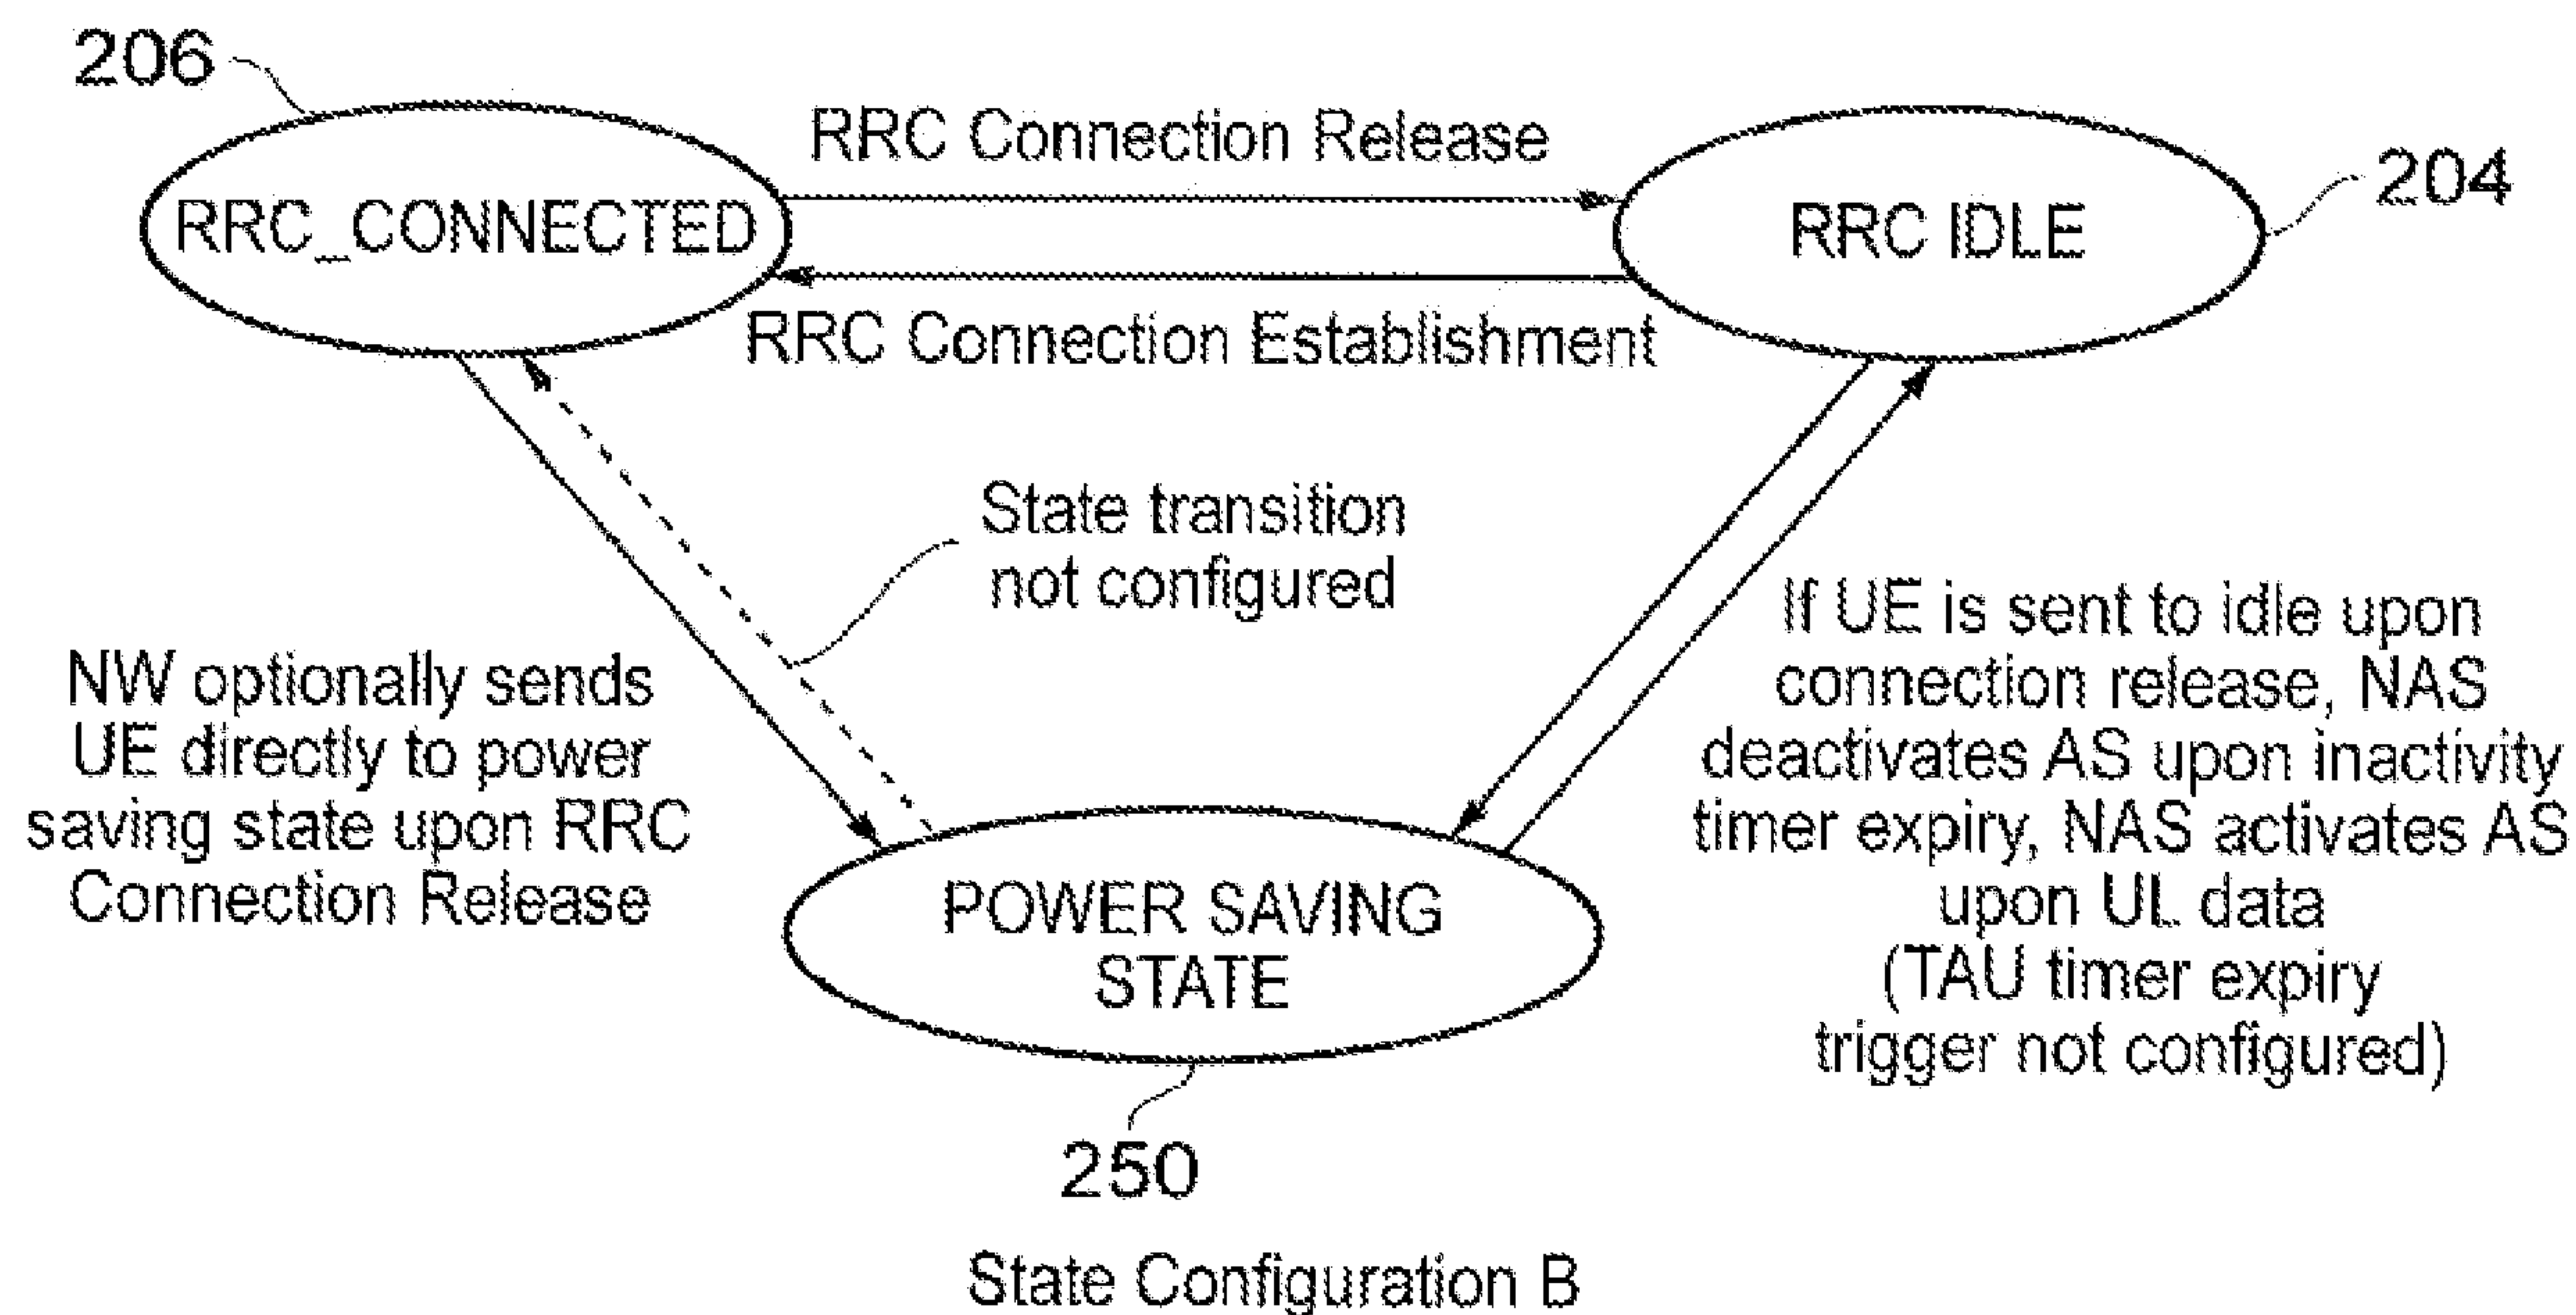 206
RRC Connection Release
204
RRC_CONNECTED
RRC IDLE
RRC Connection Establishment
State transition
not configured
NW optionally sends
UE directly to power
saving state upon RRC
Connection Release
If UE is sent to idle upon
connection release, NAS
deactivates AS upon inactivity
timer expiry, NAS activates AS
upon UL data
(TAU timer expiry
trigger not configured)
POWER SAVING
STATE
250
State Configuration B